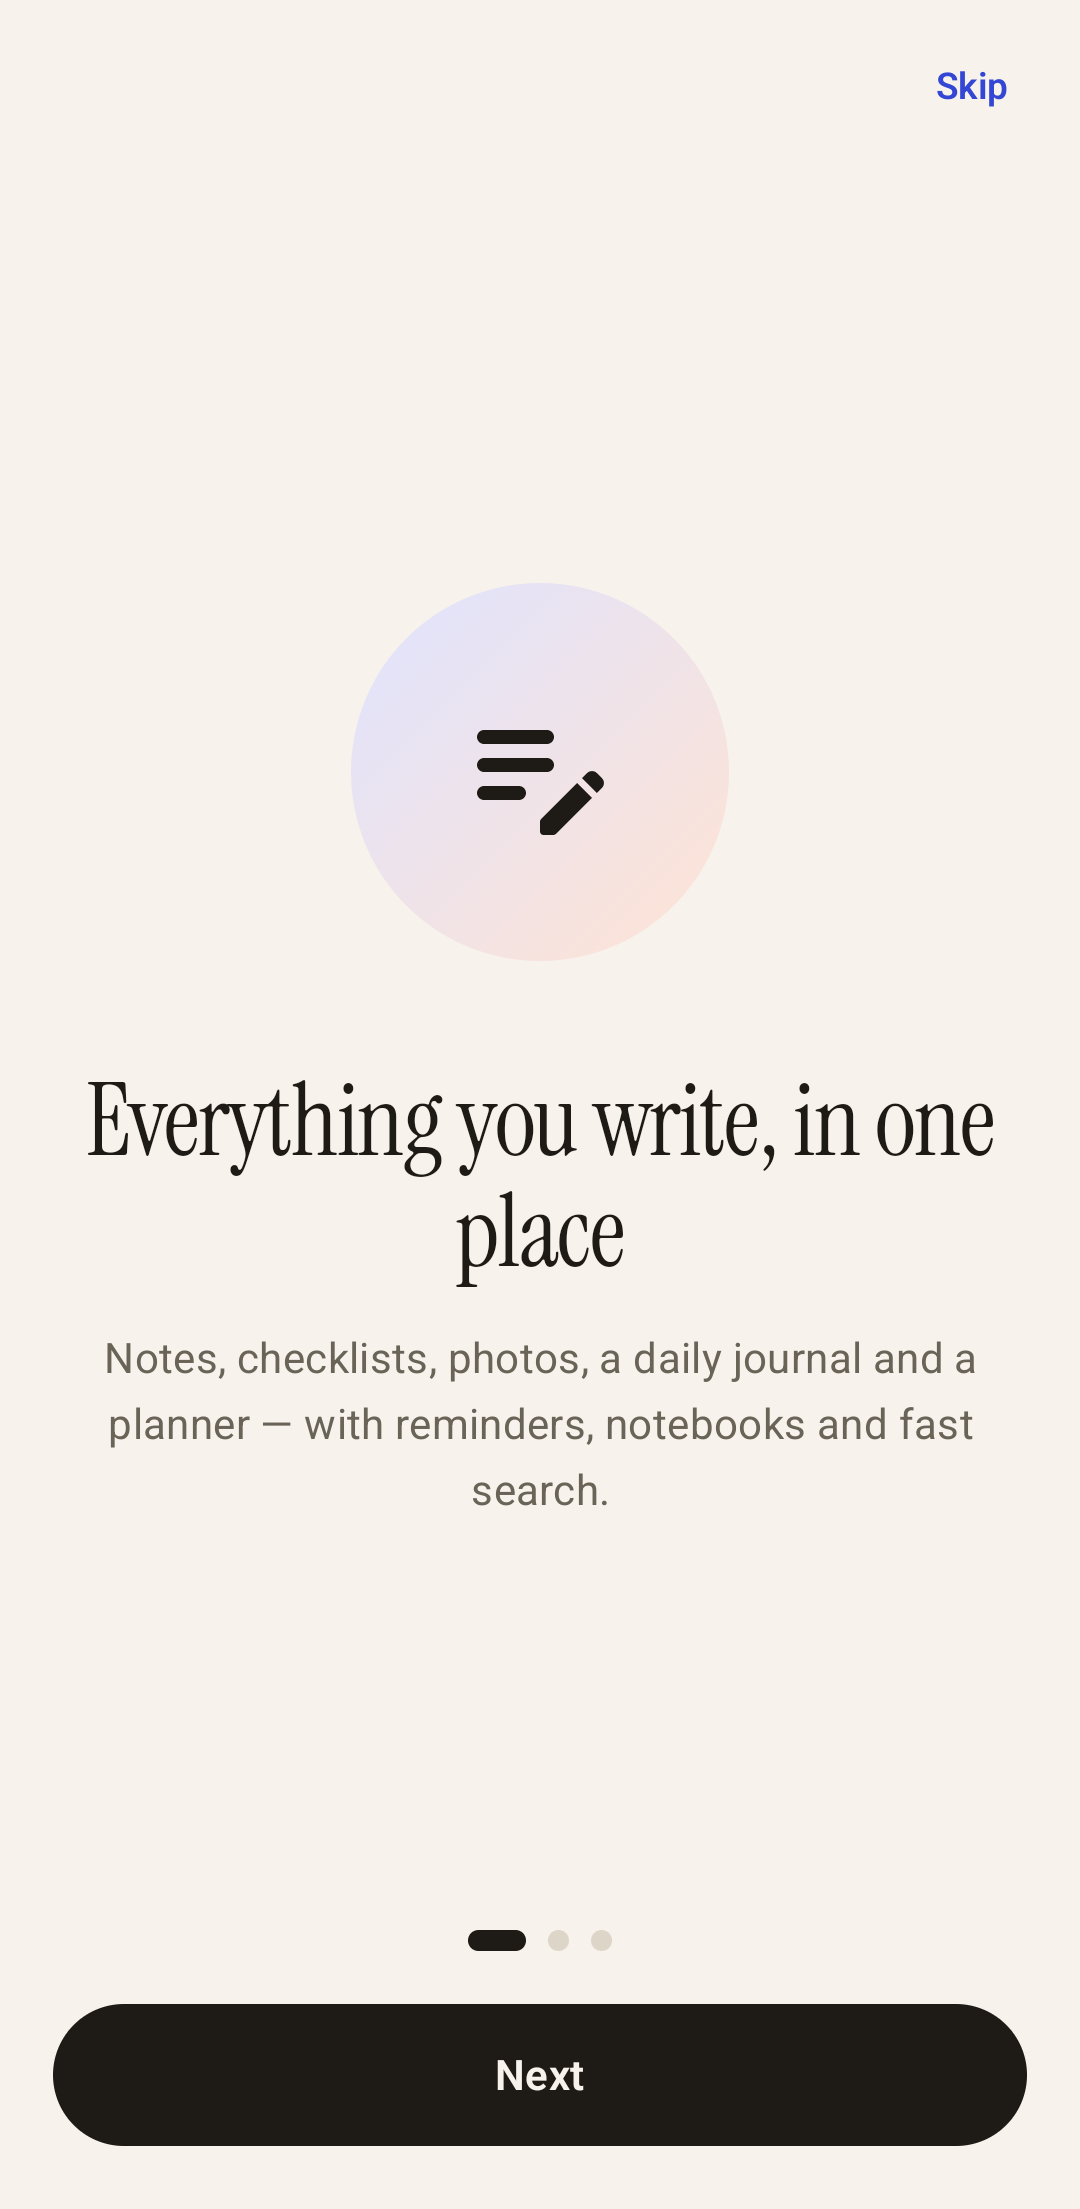 Skip
Everything you write, in one
place
Notes, checklists, photos, a daily journal and a
planner — with reminders, notebooks and fast
search.
Next